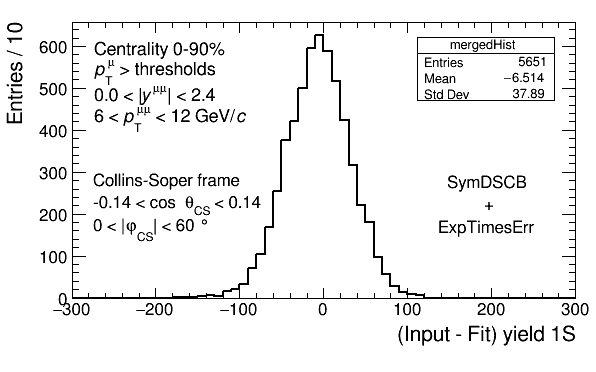 Entries / 10
600
500
400
300
200
100
0
Centrality 0-90%
p_T^μ > thresholds
0.0 < |y^μμ| < 2.4
6 < p_T^μμ < 12 GeV/c
Collins-Soper frame
-0.14 < cos θ_CS < 0.14
0 < |φ_CS| < 60 °
mergedHist
Entries 5651
Mean −6.514
Std Dev 37.89
SymDSCB
+
ExpTimesErr
−300 −200 −100 0 100 200 300
(Input - Fit) yield 1S